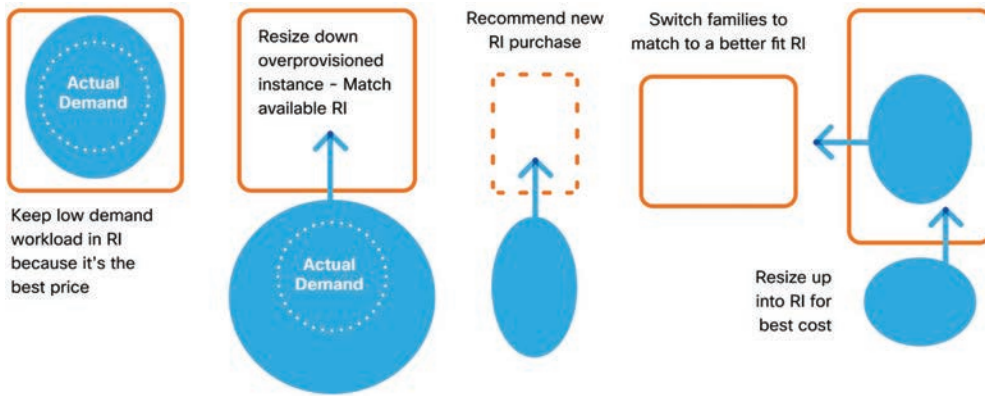 Actual
Demand
Keep low demand
workload in RI
because it's the
best price
Resize down
overprovisioned
instance - Match
available RI
Actual
Demand
Recommend new
RI purchase
Switch families to
match to a better fit RI
Resize up
into RI for
best cost